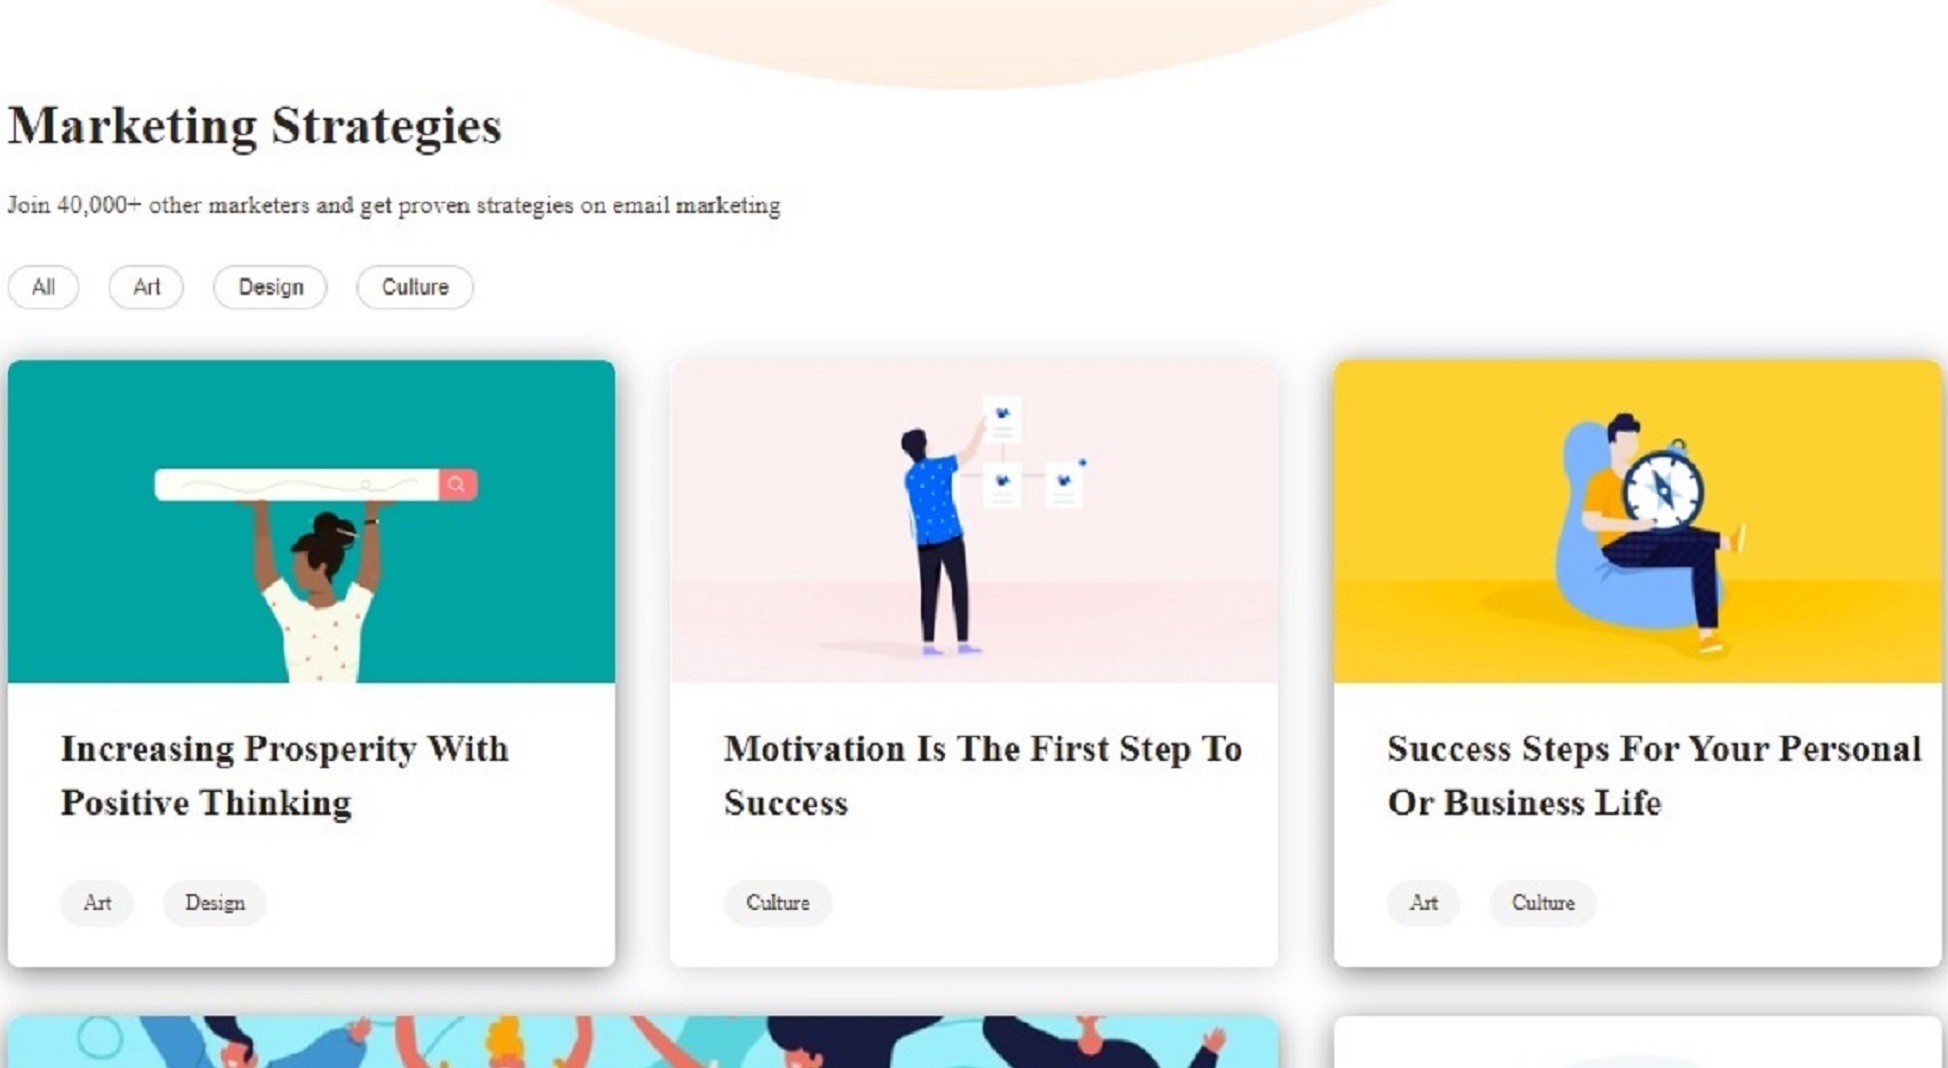 Marketing Strategies
Join 40,000+ other marketers and get proven strategies on email marketing
All Art Design Culture
Increasing Prosperity With
Positive Thinking
Art Design
Motivation Is The First Step To
Success
Culture
Success Steps For Your Personal
Or Business Life
Art Culture